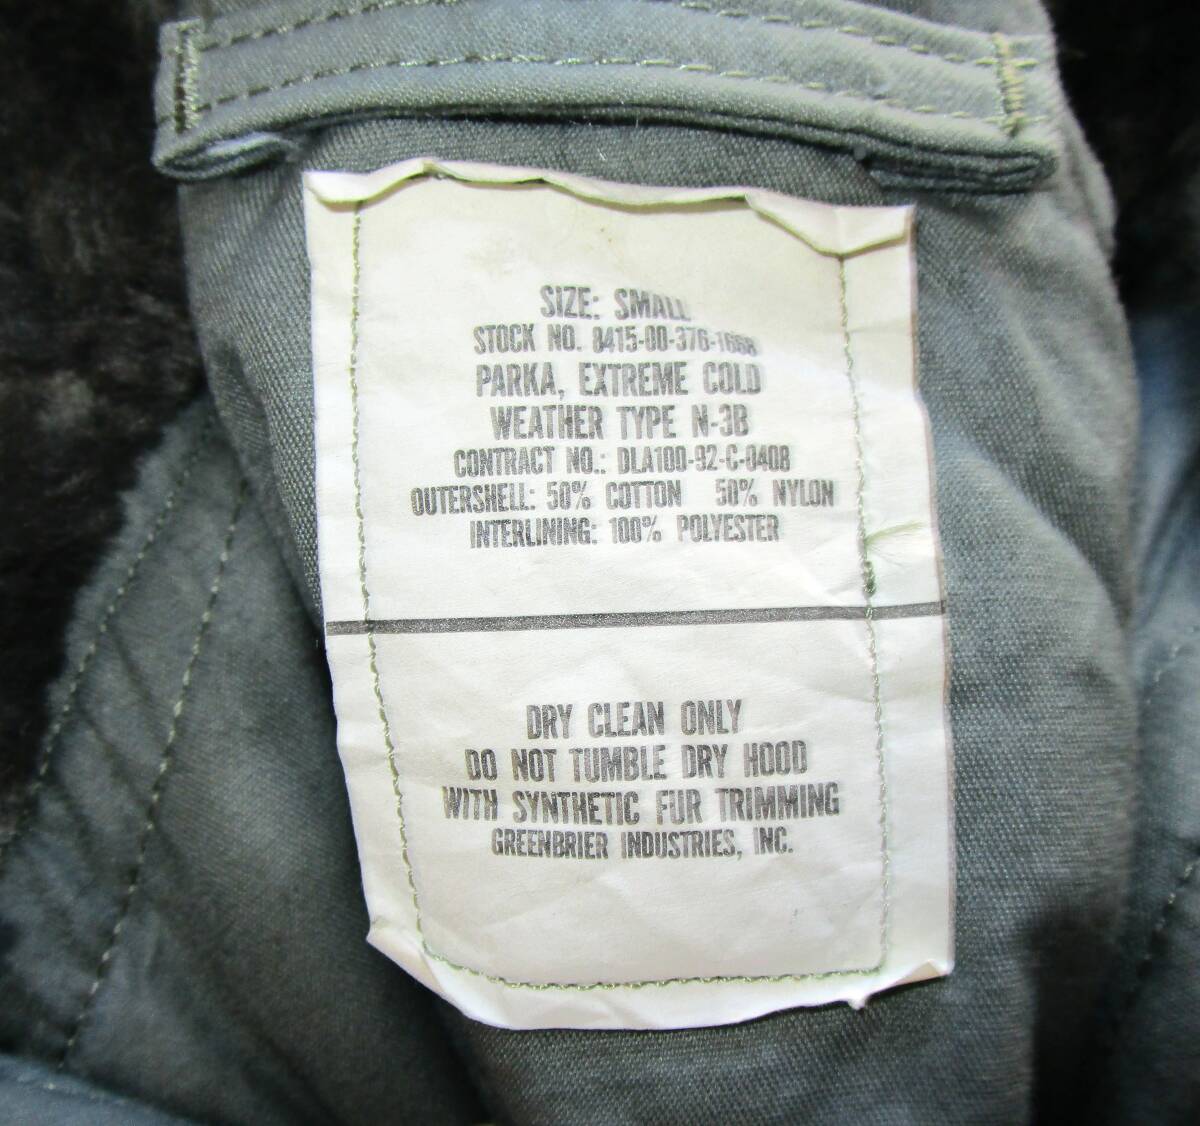 SIZE: SMALL
STOCK NO. 8415-00-376-1668
PARKA, EXTREME COLD
WEATHER TYPE N-3B
CONTRACT NO.: DLA100-92-C-0408
OUTERSHELL: 50% COTTON 50% NYLON
INTERLINING: 100% POLYESTER
DRY CLEAN ONLY
DO NOT TUMBLE DRY HOOD
WITH SYNTHETIC FUR TRIMMING
GREENBRIER INDUSTRIES, INC.